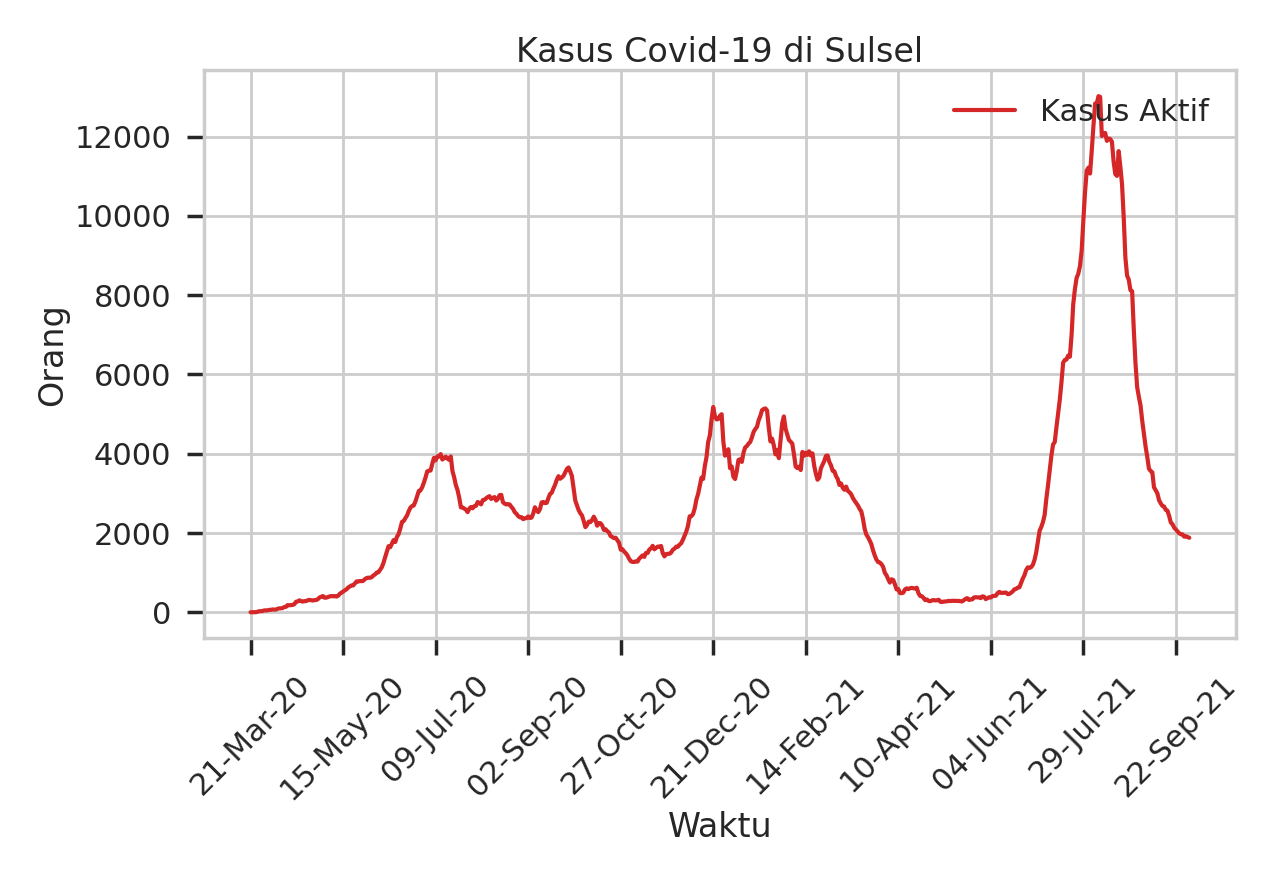 Kasus Covid-19 di Sulsel
Kasus Aktif
12000
10000
8000
6000
4000
2000
0
Orang
21-Mar-20
15-May-20
09-Jul-20
02-Sep-20
27-Oct-20
21-Dec-20
14-Feb-21
10-Apr-21
04-Jun-21
29-Jul-21
22-Sep-21
Waktu